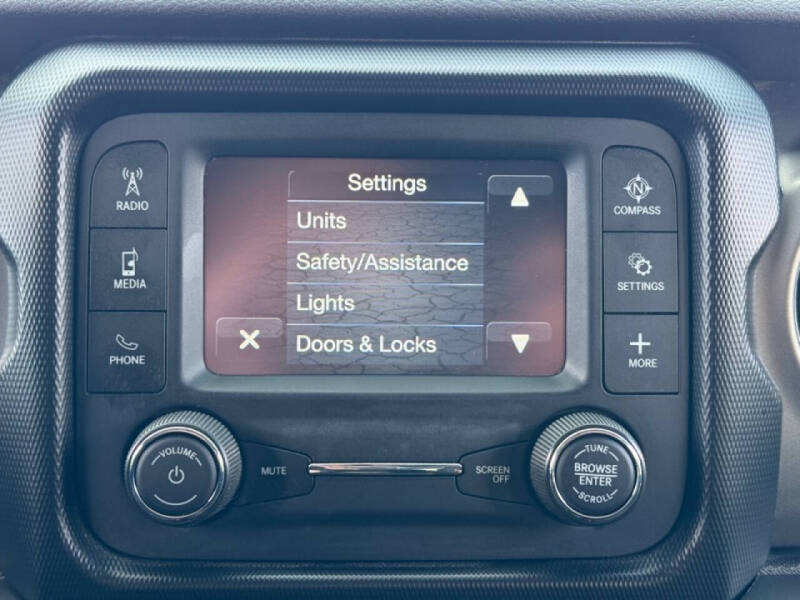 RADIO
MEDIA
PHONE
Settings
Units
Safety/Assistance
Lights
Doors & Locks
N
COMPASS
SETTINGS
MORE
VOLUME
MUTE
SCREEN
OFF
TUNE
BROWSE
ENTER
SCROLL